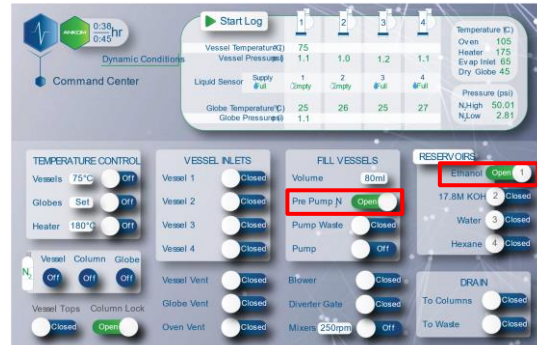 ANKOM
0:38
0:45 hr
Dynamic Conditions
Command Center
Start Log
1 2 3 4
Vessel Temperature(C) 75
Vessel Pressure(psi) 1.1 1.0 1.2 1.1
Liquid Sensor Supply 1 2 3 4
Full Empty Empty Full Full
Globe Temperature(°C) 25 26 25 27
Globe Pressure(psi) 1.1
Temperature (°C)
Oven 105
Heater 175
Evap Inlet 65
Dry Globe 45
Pressure (psi)
N2High 50.01
N2Low 2.81
TEMPERATURE CONTROL
Vessels 75°C Off
Globes Set Off
Heater 180°C Off
VESSEL INLETS
Vessel 1 Closed
Vessel 2 Closed
Vessel 3 Closed
Vessel 4 Closed
FILL VESSELS
Volume 80ml
Pre Pump N Open
Pump Waste Closed
Pump Off
RESERVOIRS
Ethanol Open 1
17.8M KOH 2 Closed
Water 3 Closed
Hexane 4 Closed
Vessel Column Globe
N2 Off Off Off
Vessel Tops Column Lock
Closed Open
Vessel Vent Closed
Globe Vent Closed
Oven Vent Closed
Blower Closed
Diverter Gate Closed
Mixers 250rpm Off
DRAIN
To Columns Closed
To Waste Closed